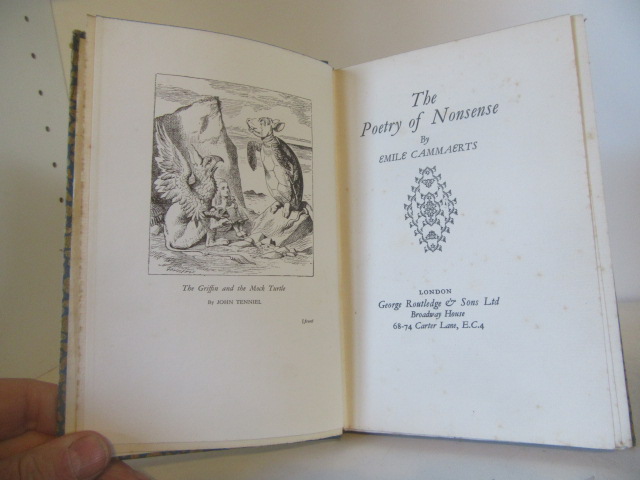 The Griffin and the Mock Turtle
By JOHN TENNIEL
[front
The
Poetry of Nonsense
By
EMILE CAMMAERTS
LONDON
George Routledge & Sons Ltd
Broadway House
68-74 Carter Lane, E.C.4